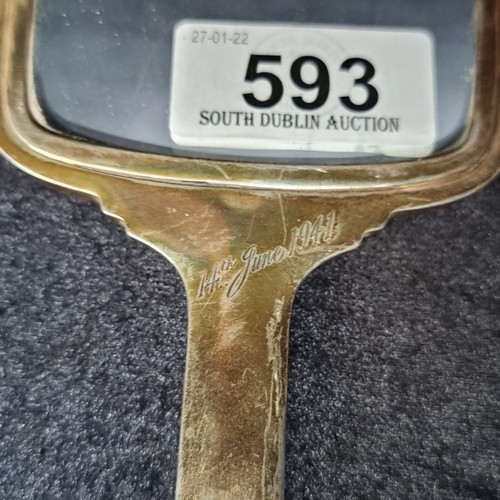 27-01-22
593
SOUTH DUBLIN AUCTION
14th June 1941